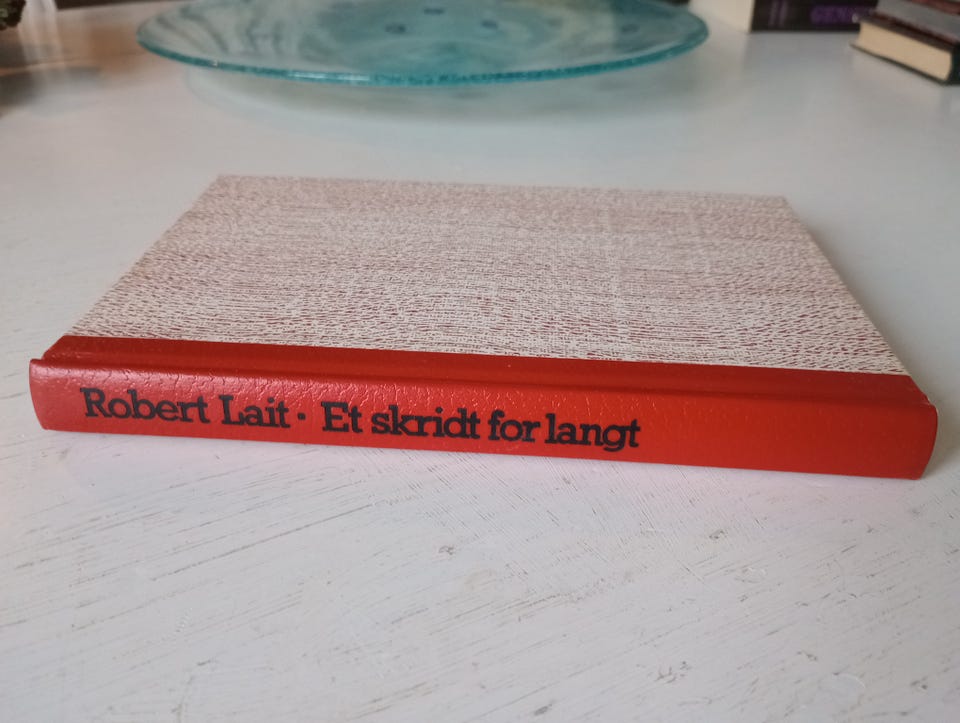 Robert Lait · Et skridt for langt